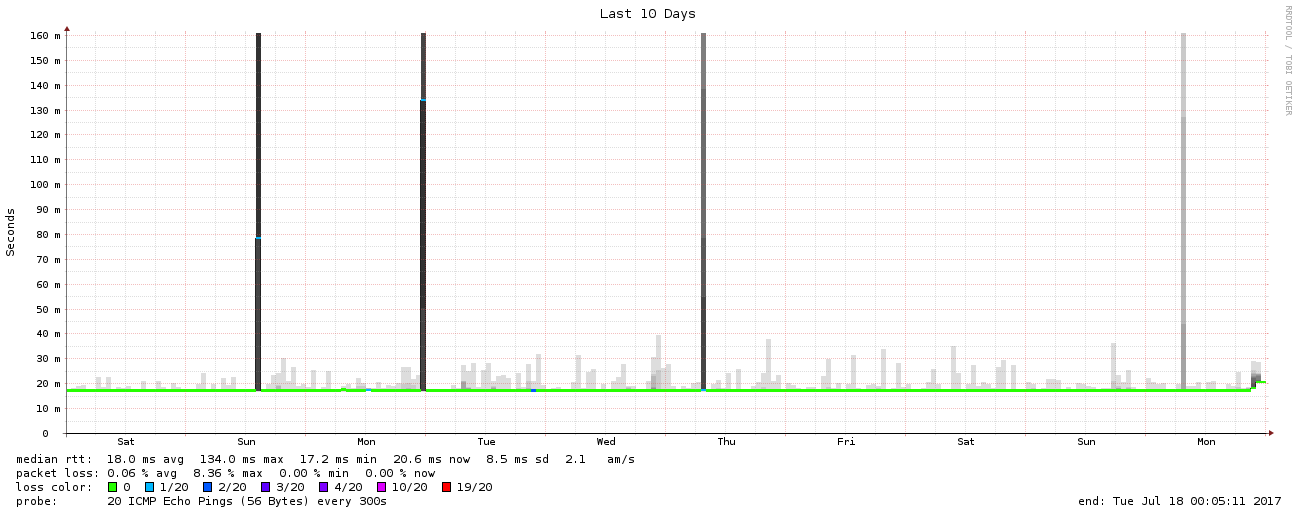 Last 10 Days
RRDTOOL / TOBI OETIKER
Seconds
160 m
150 m
140 m
130 m
120 m
110 m
100 m
90 m
80 m
70 m
60 m
50 m
40 m
30 m
20 m
10 m
0
Sat Sun Mon Tue Wed Thu Fri Sat Sun Mon
median rtt: 18.0 ms avg 134.0 ms max 17.2 ms min 20.6 ms now 8.5 ms sd 2.1 am/s
packet loss: 0.06 % avg 8.36 % max 0.00 % min 0.00 % now
loss color: 0 1/20 2/20 3/20 4/20 10/20 19/20
probe: 20 ICMP Echo Pings (56 Bytes) every 300s end: Tue Jul 18 00:05:11 2017